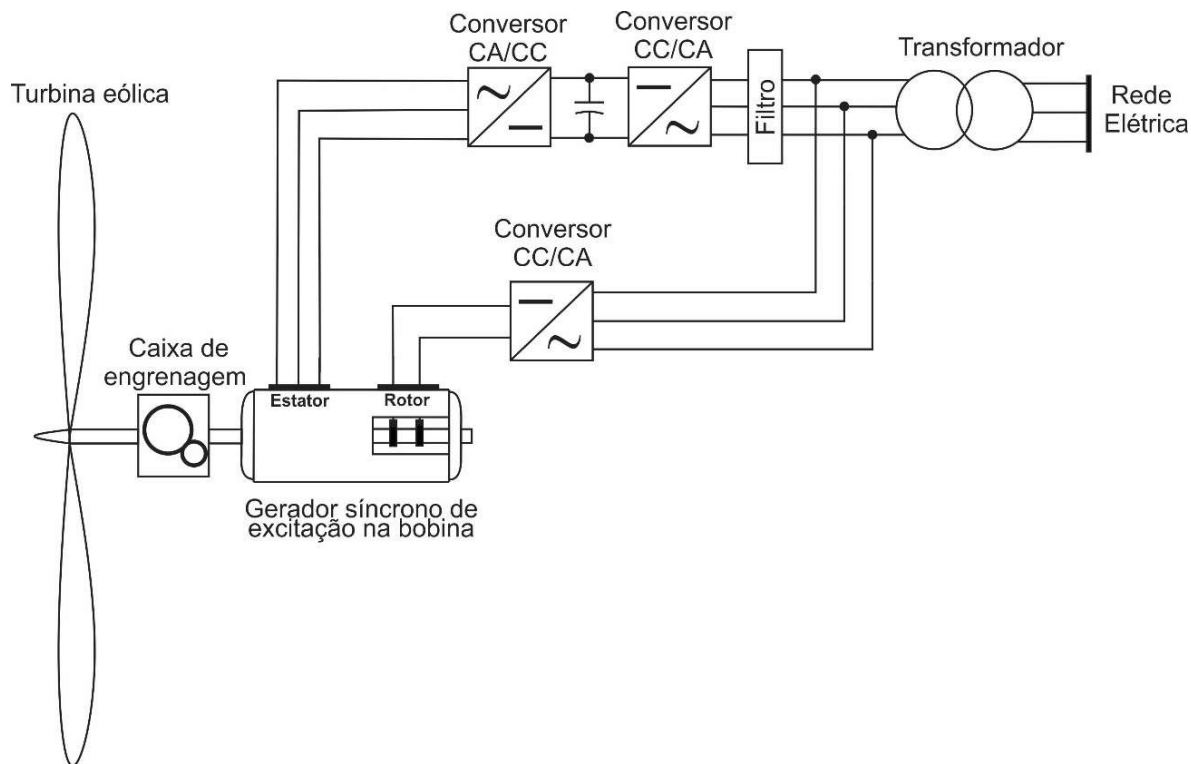 Turbina eólica
Conversor
CA/CC
Conversor
CC/CA
Filtro
Transformador
Rede
Elétrica
Conversor
CC/CA
Caixa de
engrenagem
Estator
Rotor
Gerador síncrono de
excitação na bobina